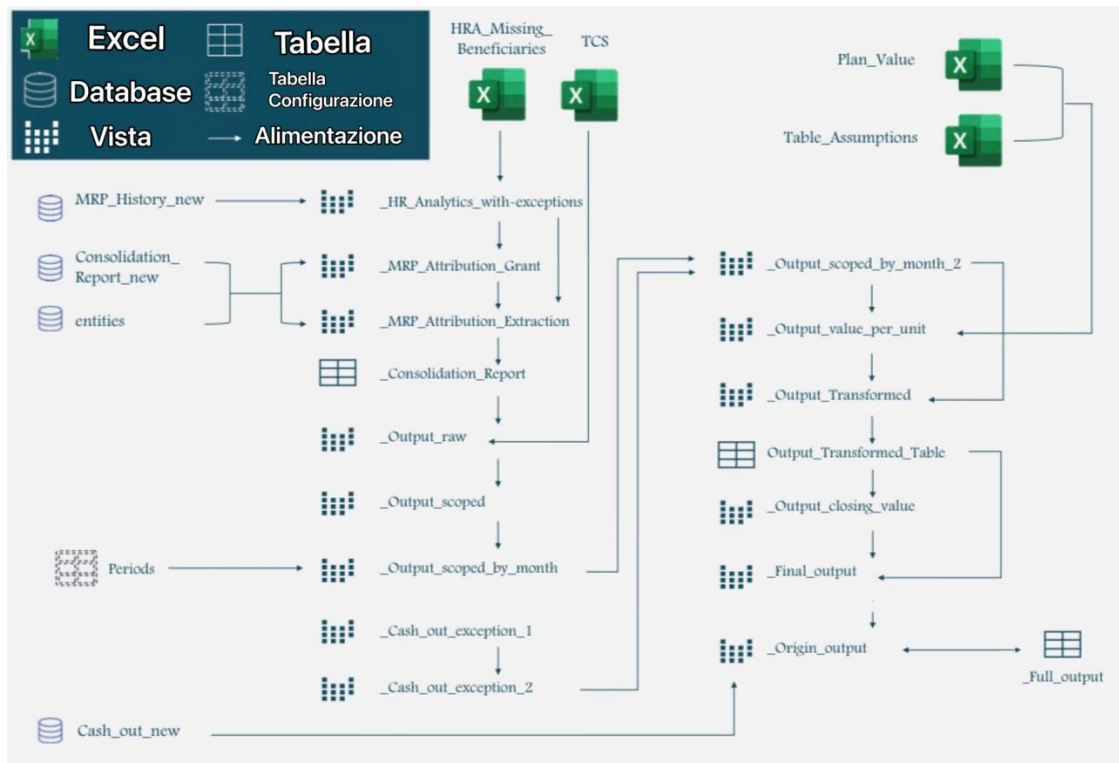 Excel
Tabella
Database
Tabella
Configurazione
Vista
Alimentazione
HRA_Missing_
Beneficiaries
TCS
Plan_Value
Table_Assumptions
MRP_History_new
_HR_Analytics_with-exceptions
Consolidation_
Report_new
_MRP_Attribution_Grant
entities
_MRP_Attribution_Extraction
_Consolidation_Report
_Output_raw
_Output_scoped
Periods
_Output_scoped_by_month
_Cash_out_exception_1
_Cash_out_exception_2
Cash_out_new
_Output_scoped_by_month_2
_Output_value_per_unit
_Output_Transformed
Output_Transformed_Table
_Output_closing_value
_Final_output
_Origin_output
_Full_output